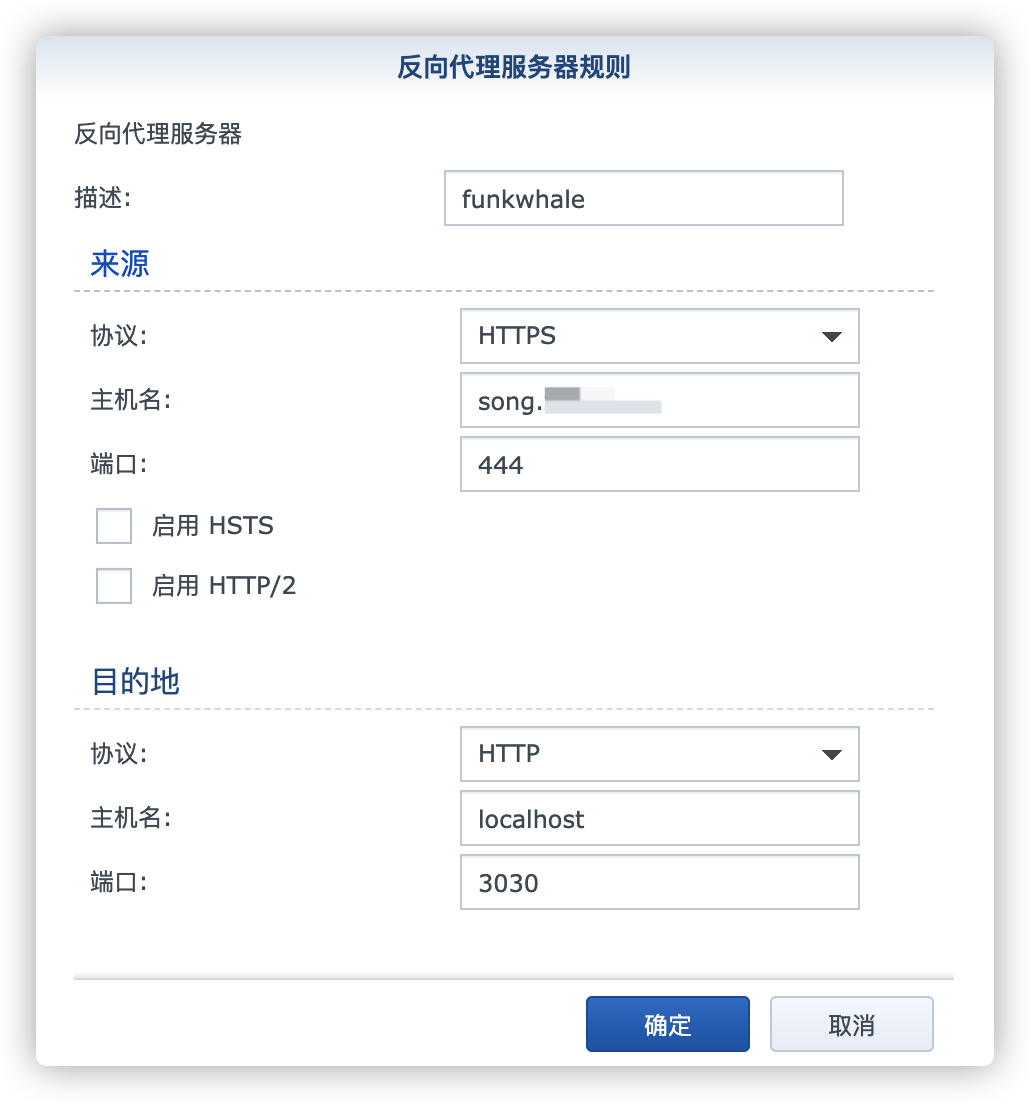 反向代理服务器规则
反向代理服务器
描述: funkwhale
来源
协议: HTTPS
主机名: song.
端口: 444
启用 HSTS
启用 HTTP/2
目的地
协议: HTTP
主机名: localhost
端口: 3030
确定 取消